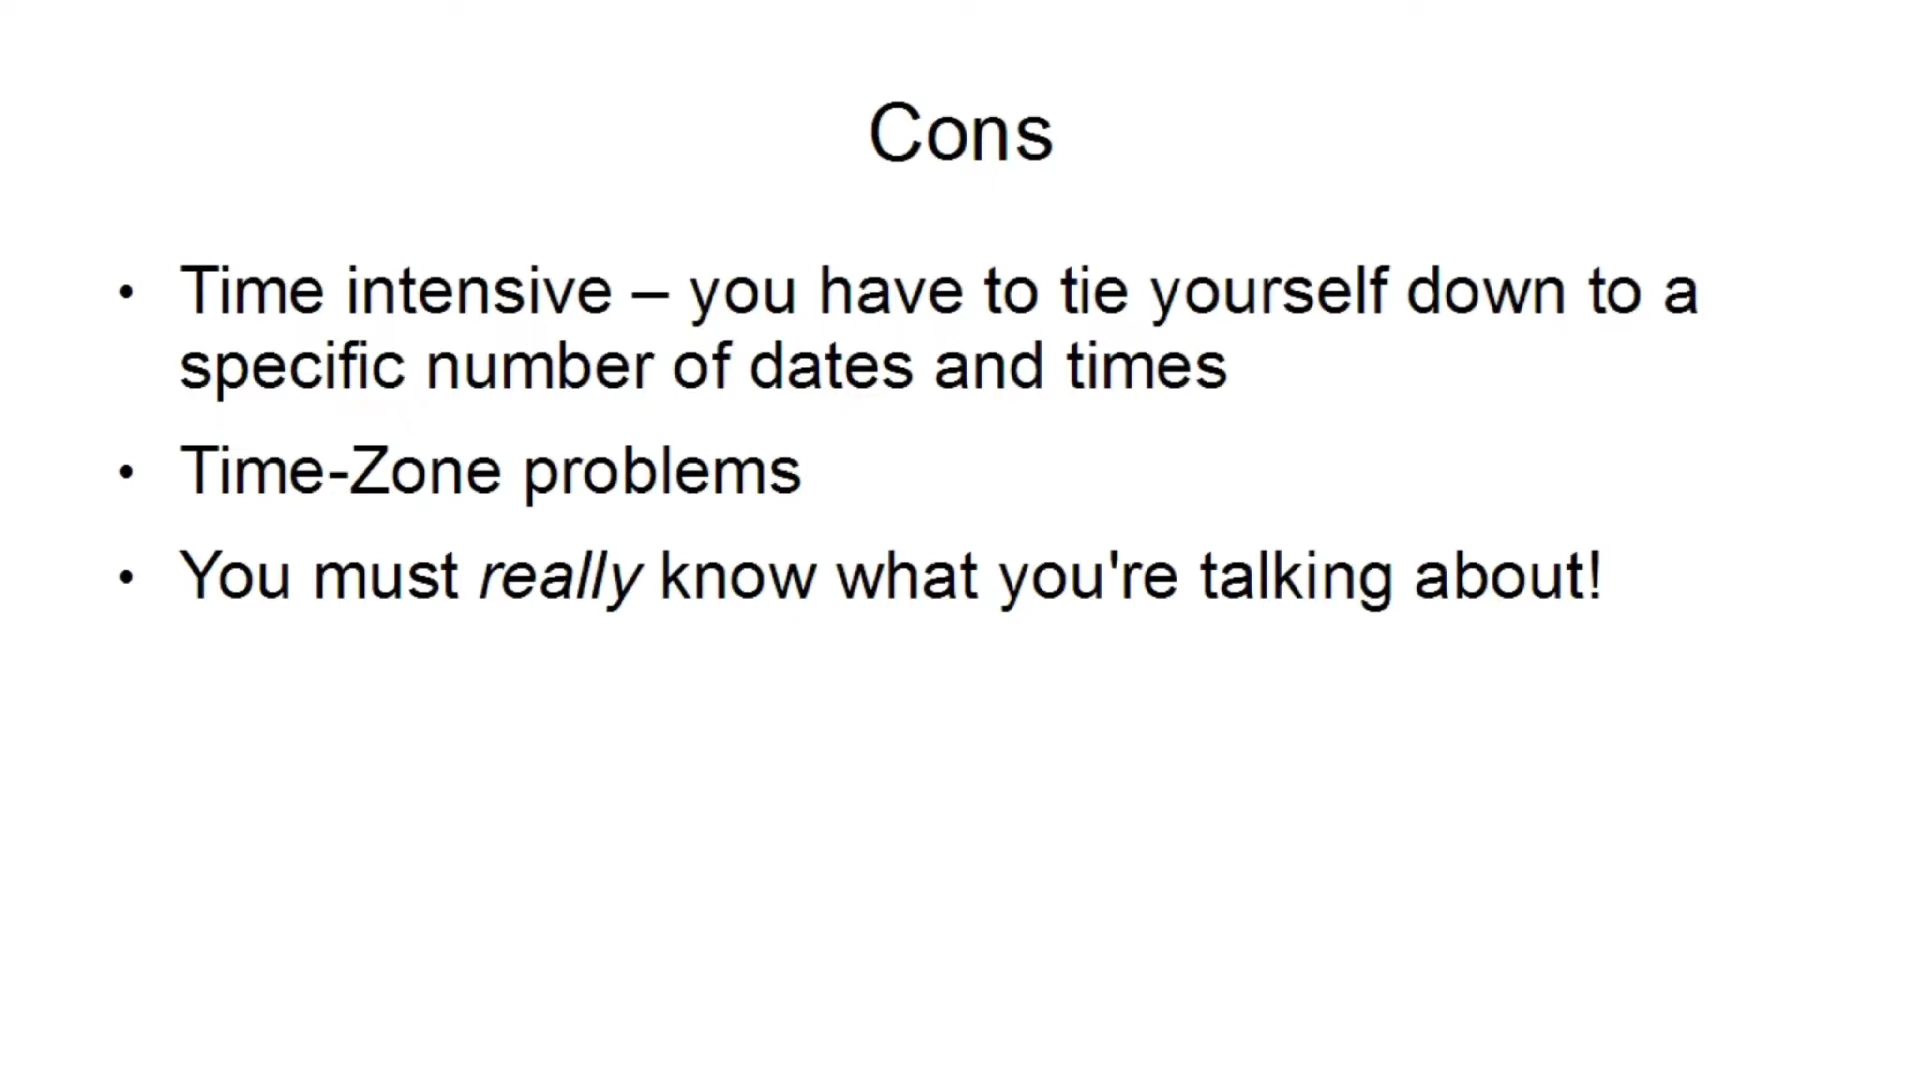 Cons
• Time intensive – you have to tie yourself down to a
specific number of dates and times
• Time-Zone problems
• You must really know what you're talking about!